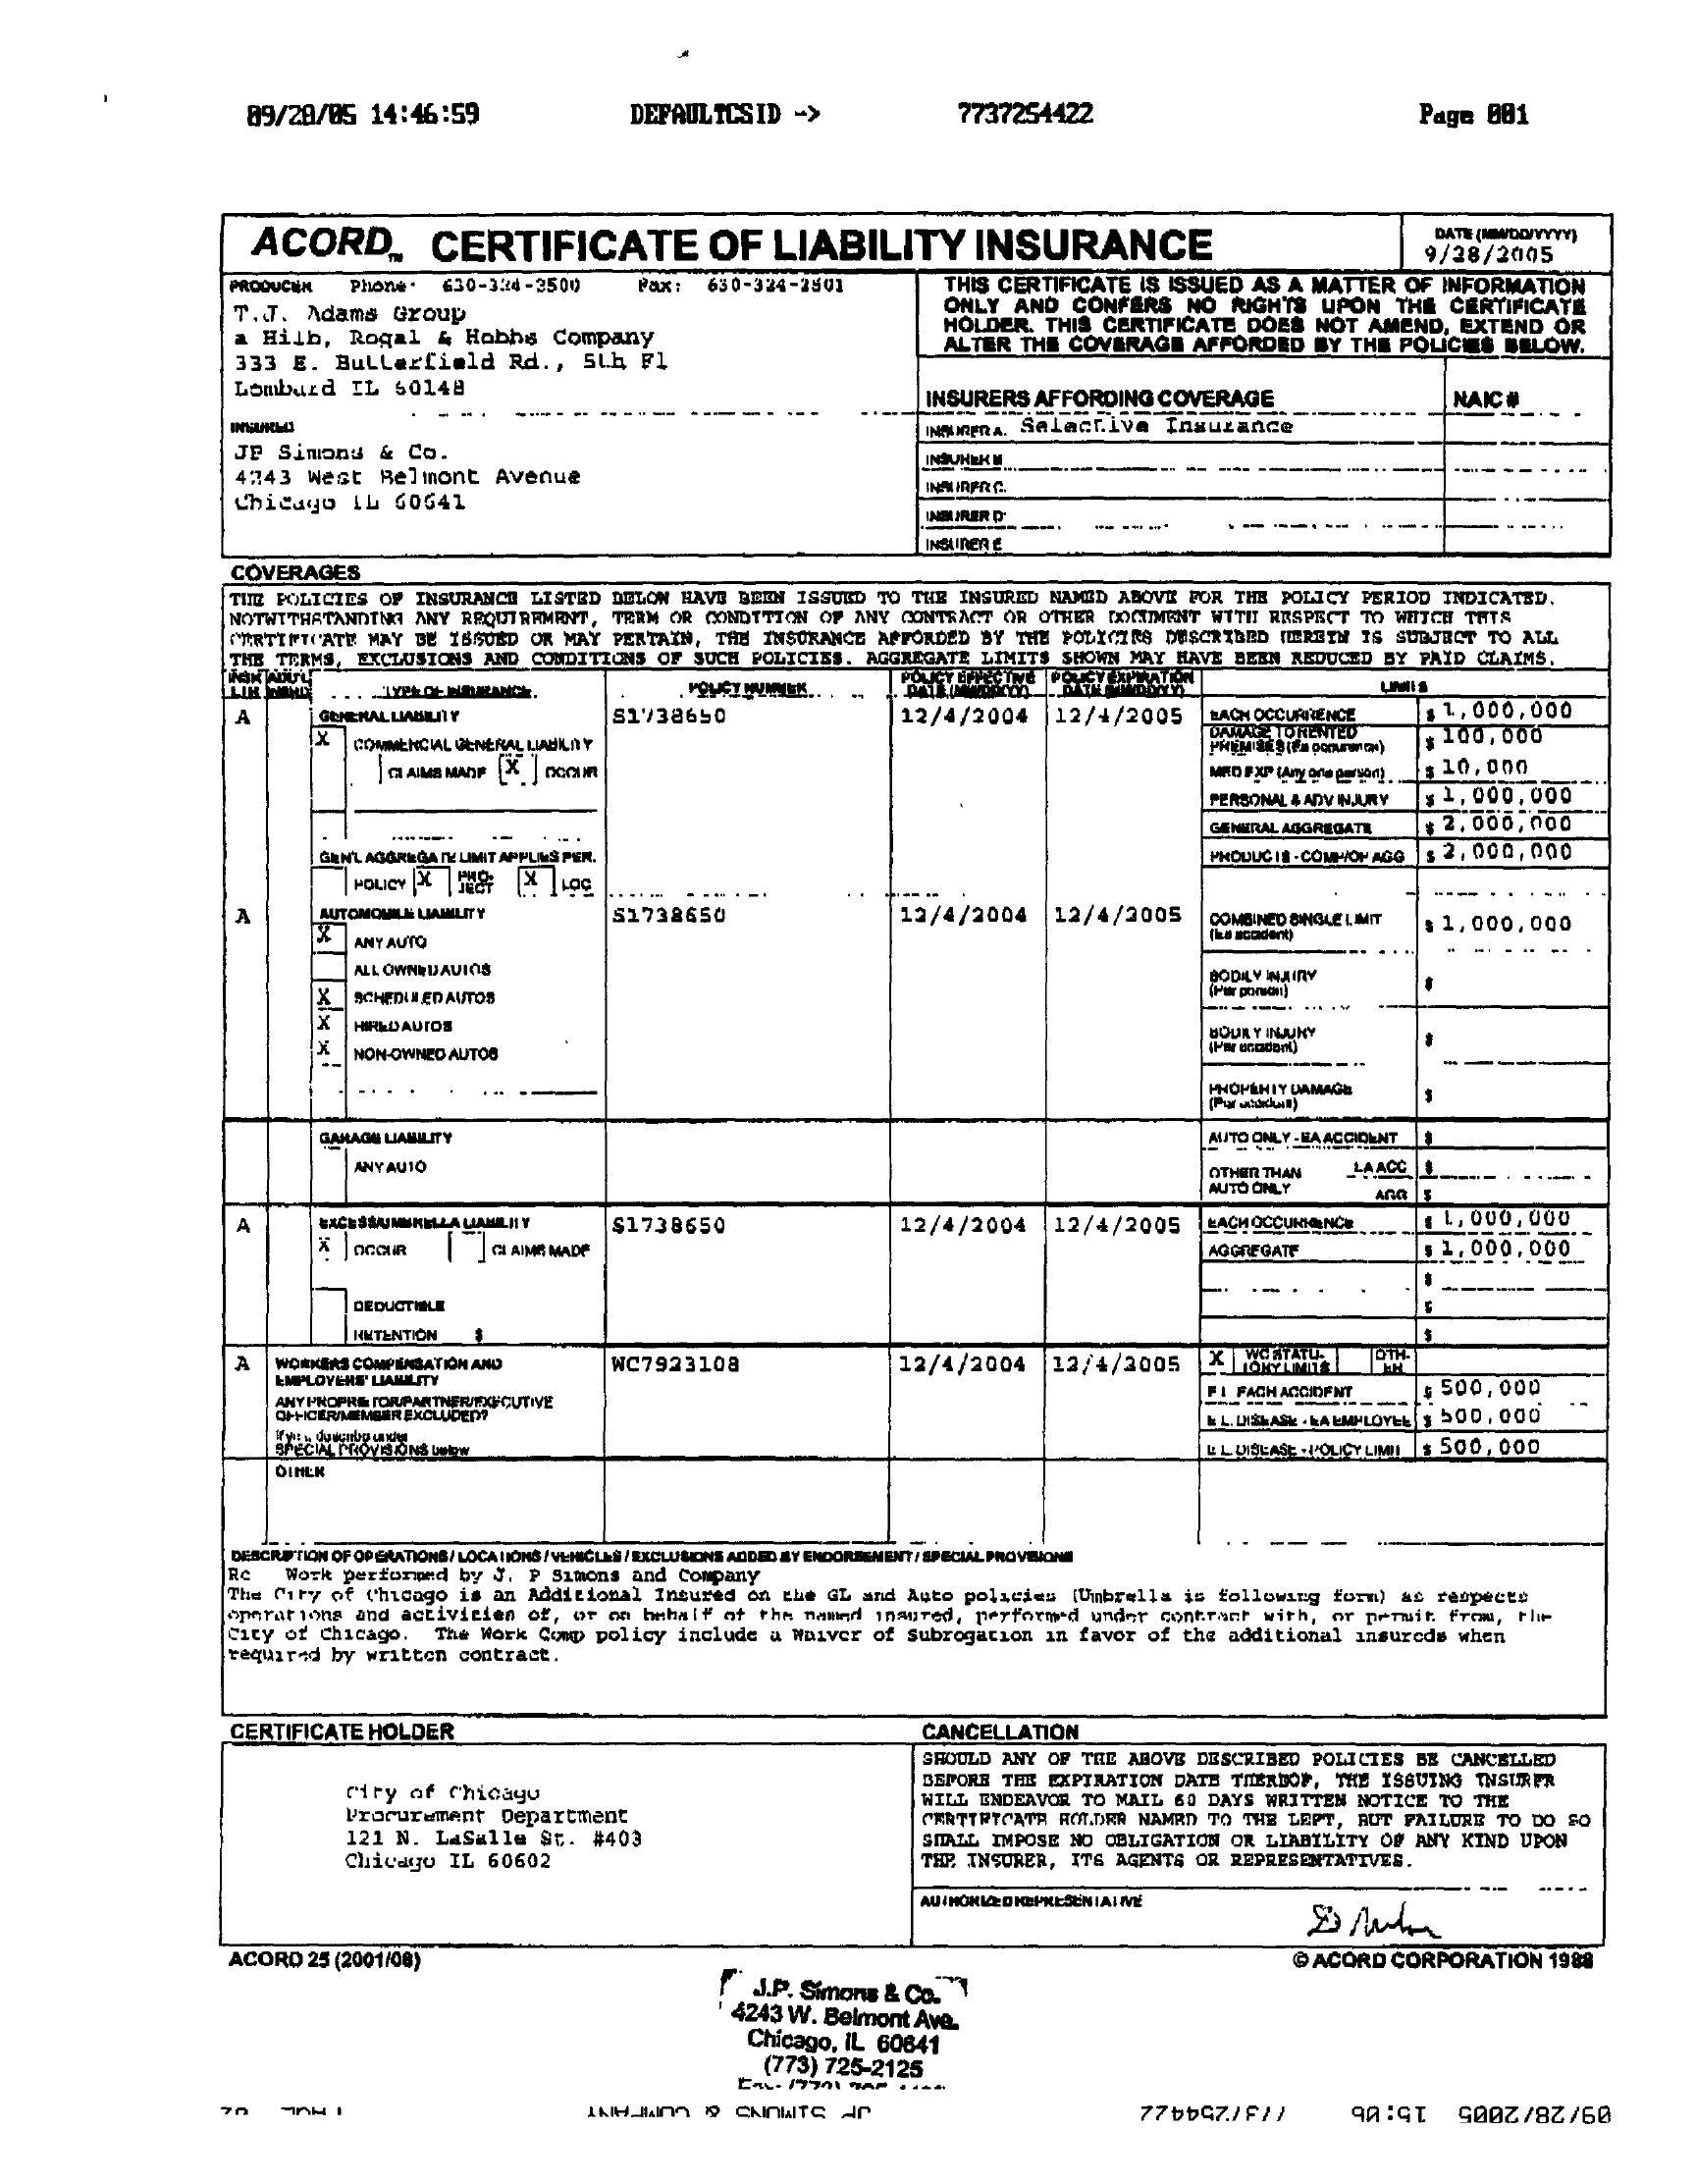 09/28/05 14:46:59 DEFAULTCSID -> 7737254422 Page 001
ACORD™ CERTIFICATE OF LIABILITY INSURANCE
DATE (MM/DD/YYYY)
9/28/2005
PRODUCER Phone: 630-324-2500 Fax: 630-324-2501
T.J. Adams Group
a Hilb, Rogal & Hobbs Company
333 E. Butterfield Rd., 5th Fl
Lombard IL 60148
THIS CERTIFICATE IS ISSUED AS A MATTER OF INFORMATION
ONLY AND CONFERS NO RIGHTS UPON THE CERTIFICATE
HOLDER. THIS CERTIFICATE DOES NOT AMEND, EXTEND OR
ALTER THE COVERAGE AFFORDED BY THE POLICIES BELOW.
INSURERS AFFORDING COVERAGE NAIC #
INSURED
JP Simons & Co.
4243 West Belmont Avenue
Chicago IL 60641
INSURER A. Selective Insurance
INSURER B
INSURER C.
INSURER D
INSURER E
COVERAGES
THE POLICIES OF INSURANCE LISTED BELOW HAVE BEEN ISSUED TO THE INSURED NAMED ABOVE FOR THE POLICY PERIOD INDICATED.
NOTWITHSTANDING ANY REQUIREMENT, TERM OR CONDITION OF ANY CONTRACT OR OTHER DOCUMENT WITH RESPECT TO WHICH THIS
CERTIFICATE MAY BE ISSUED OR MAY PERTAIN, THE INSURANCE AFFORDED BY THE POLICIES DESCRIBED HEREIN IS SUBJECT TO ALL
THE TERMS, EXCLUSIONS AND CONDITIONS OF SUCH POLICIES. AGGREGATE LIMITS SHOWN MAY HAVE BEEN REDUCED BY PAID CLAIMS.
INSR LTR ADD'L INSRD TYPE OF INSURANCE POLICY NUMBER POLICY EFFECTIVE DATE (MM/DD/YY) POLICY EXPIRATION DATE (MM/DD/YY) LIMITS
A GENERAL LIABILITY S1738650 12/4/2004 12/4/2005 EACH OCCURRENCE $ 1,000,000
X COMMERCIAL GENERAL LIABILITY DAMAGE TO RENTED PREMISES (Ea occurence) $ 100,000
CLAIMS MADE X OCCUR MED EXP (Any one person) $ 10,000
PERSONAL & ADV INJURY $ 1,000,000
GENERAL AGGREGATE $ 2,000,000
GEN'L AGGREGATE LIMIT APPLIES PER. PRODUCTS - COMP/OP AGG $ 2,000,000
POLICY X PRO-JECT X LOC
A AUTOMOBILE LIABILITY S1738650 12/4/2004 12/4/2005 COMBINED SINGLE LIMIT (Ea accident) $ 1,000,000
X ANY AUTO
ALL OWNED AUTOS BODILY INJURY (Per person) $
X SCHEDULED AUTOS
X HIRED AUTOS BODILY INJURY (Per accident) $
X NON-OWNED AUTOS
PROPERTY DAMAGE (Per accident) $
GARAGE LIABILITY AUTO ONLY - EA ACCIDENT $
ANY AUTO OTHER THAN AUTO ONLY EA ACC $
AGG $
A EXCESS/UMBRELLA LIABILITY S1738650 12/4/2004 12/4/2005 EACH OCCURRENCE $ 1,000,000
X OCCUR CLAIMS MADE AGGREGATE $ 1,000,000
$
DEDUCTIBLE $
RETENTION $ $
A WORKERS COMPENSATION AND EMPLOYERS' LIABILITY WC7923108 12/4/2004 12/4/2005 X WC STATU-TORY LIMITS OTH-ER
ANY PROPRIETOR/PARTNER/EXECUTIVE OFFICER/MEMBER EXCLUDED? E.L. EACH ACCIDENT $ 500,000
If yes, describe under E.L. DISEASE - EA EMPLOYEE $ 500,000
SPECIAL PROVISIONS below E.L. DISEASE - POLICY LIMIT $ 500,000
OTHER
DESCRIPTION OF OPERATIONS / LOCATIONS / VEHICLES / EXCLUSIONS ADDED BY ENDORSEMENT / SPECIAL PROVISIONS
Re Work performed by J. P Simons and Company
The City of Chicago is an Additional Insured on the GL and Auto policies (Umbrella is following form) as respects
operations and activities of, or on behalf of the named insured, performed under contract with, or permit from, the
City of Chicago. The Work Comp policy include a Waiver of Subrogation in favor of the additional insureds when
required by written contract.
CERTIFICATE HOLDER
City of Chicago
Procurement Department
121 N. LaSalle St. #403
Chicago IL 60602
CANCELLATION
SHOULD ANY OF THE ABOVE DESCRIBED POLICIES BE CANCELLED
BEFORE THE EXPIRATION DATE THEREOF, THE ISSUING INSURER
WILL ENDEAVOR TO MAIL 60 DAYS WRITTEN NOTICE TO THE
CERTIFICATE HOLDER NAMED TO THE LEFT, BUT FAILURE TO DO SO
SHALL IMPOSE NO OBLIGATION OR LIABILITY OF ANY KIND UPON
THE INSURER, ITS AGENTS OR REPRESENTATIVES.
AUTHORIZED REPRESENTATIVE
ACORD 25 (2001/08) © ACORD CORPORATION 1988
J.P. Simons & Co.
4243 W. Belmont Ave.
Chicago, IL 60641
(773) 725-2125
09/28/2005 15:06 7737254422 JP SIMONS & COMPANY PAGE 02